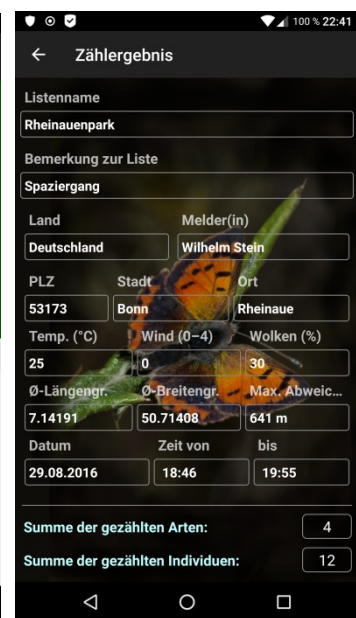 100 % 22:41
Zählergebnis
Listenname
Rheinauenpark
Bemerkung zur Liste
Spaziergang
Land Melder(in)
Deutschland Wilhelm Stein
PLZ Stadt Ort
53173 Bonn Rheinaue
Temp. (°C) Wind (0–4) Wolken (%)
25 0 30
Ø-Längengr. Ø-Breitengr. Max. Abweic...
7.14191 50.71408 641 m
Datum Zeit von bis
29.08.2016 18:46 19:55
Summe der gezählten Arten: 4
Summe der gezählten Individuen: 12